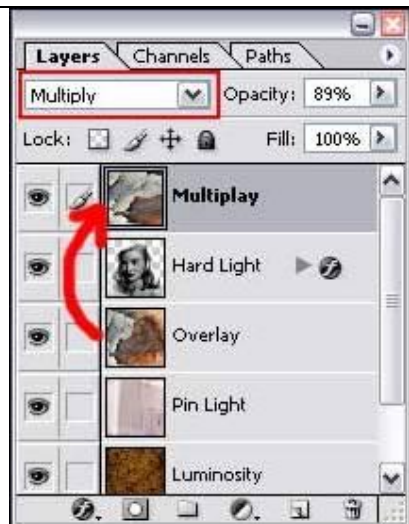 Layers Channels Paths
Multiply Opacity: 89%
Lock: Fill: 100%
Multiplay
Hard Light
Overlay
Pin Light
Luminosity